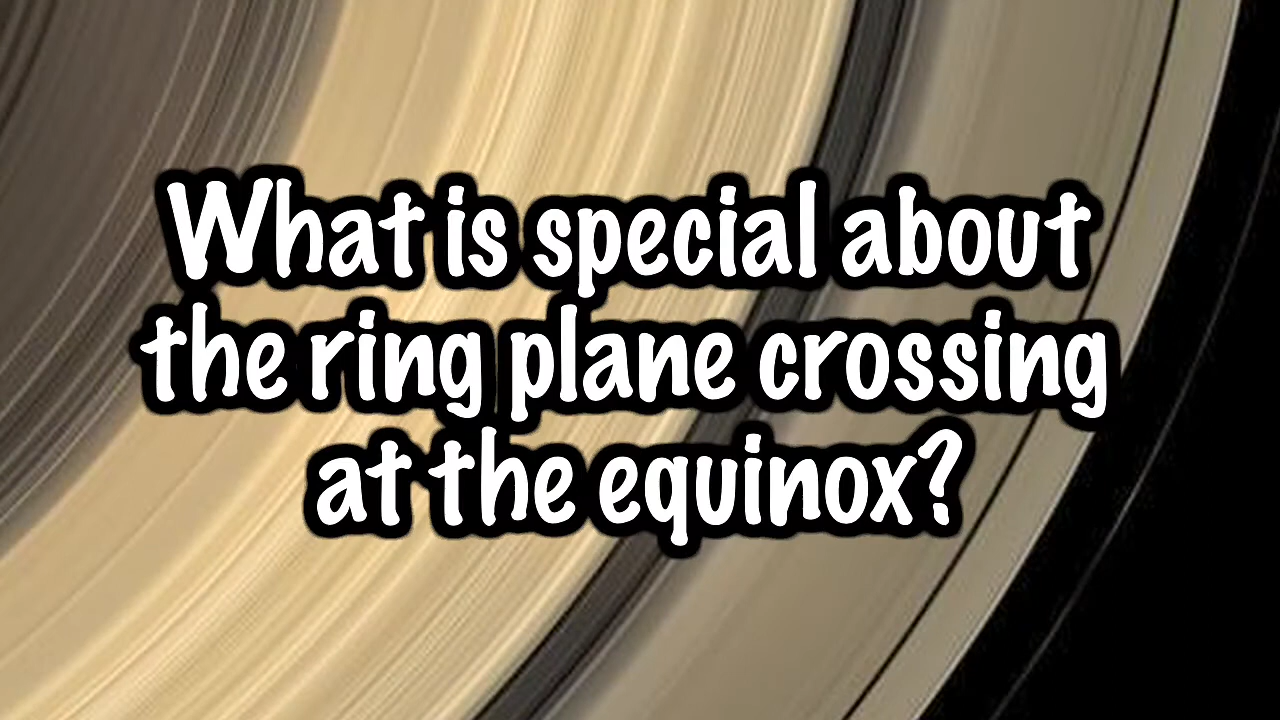 What is special about
the ring plane crossing
at the equinox?